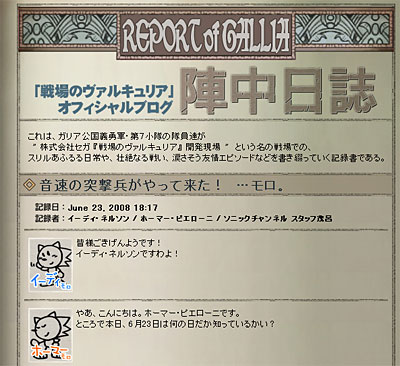 REPORT of GALLIA
「戦場のヴァルキュリア」
オフィシャルブログ
陣中日誌
これは、ガリア公国義勇軍・第7小隊の隊員達が
＂株式会社セガ『戦場のヴァルキュリア』開発現場＂という名の戦場での、
スリルあふるる日常や、壮絶なる戦い、涙さそう友情エピソードなどを書き綴っていく記録書である。
音速の突撃兵がやって来た！ …モロ。
記録日：June 23, 2008 18:17
記録者：イーディ・ネルソン / ホーマー・ピエローニ / ソニックチャンネル スタッフ茂呂
皆様ごきげんようです！
イーディ・ネルソンですわよ！
イーディモロ
やあ、こんにちは。ホーマー・ピエローニです。
ところで本日、6月23日は何の日だか知っているかい？
ホーマーモロ